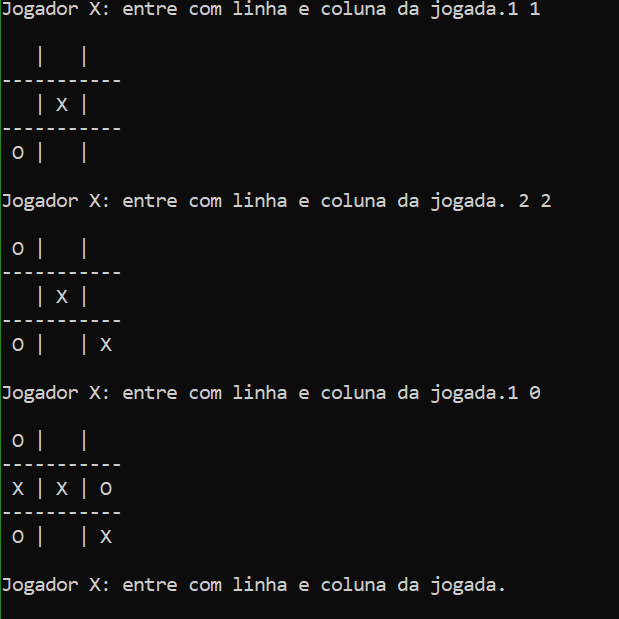 Jogador X: entre com linha e coluna da jogada.1 1
   |   |
-----------
   | X |
-----------
 O |   |
Jogador X: entre com linha e coluna da jogada. 2 2
 O |   |
-----------
   | X |
-----------
 O |   | X
Jogador X: entre com linha e coluna da jogada.1 0
 O |   |
-----------
 X | X | O
-----------
 O |   | X
Jogador X: entre com linha e coluna da jogada.